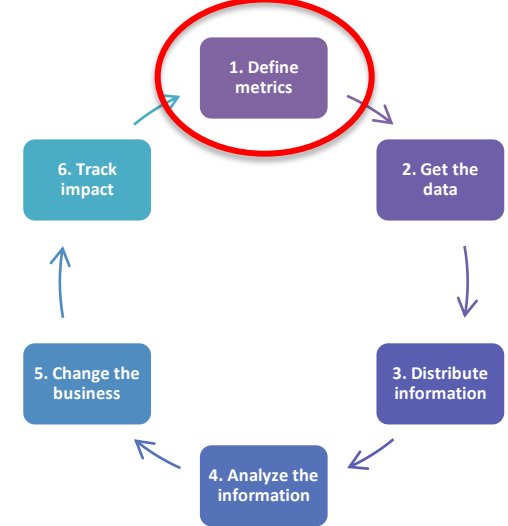 1. Define
metrics
2. Get the
data
3. Distribute
information
4. Analyze the
information
5. Change the
business
6. Track
impact